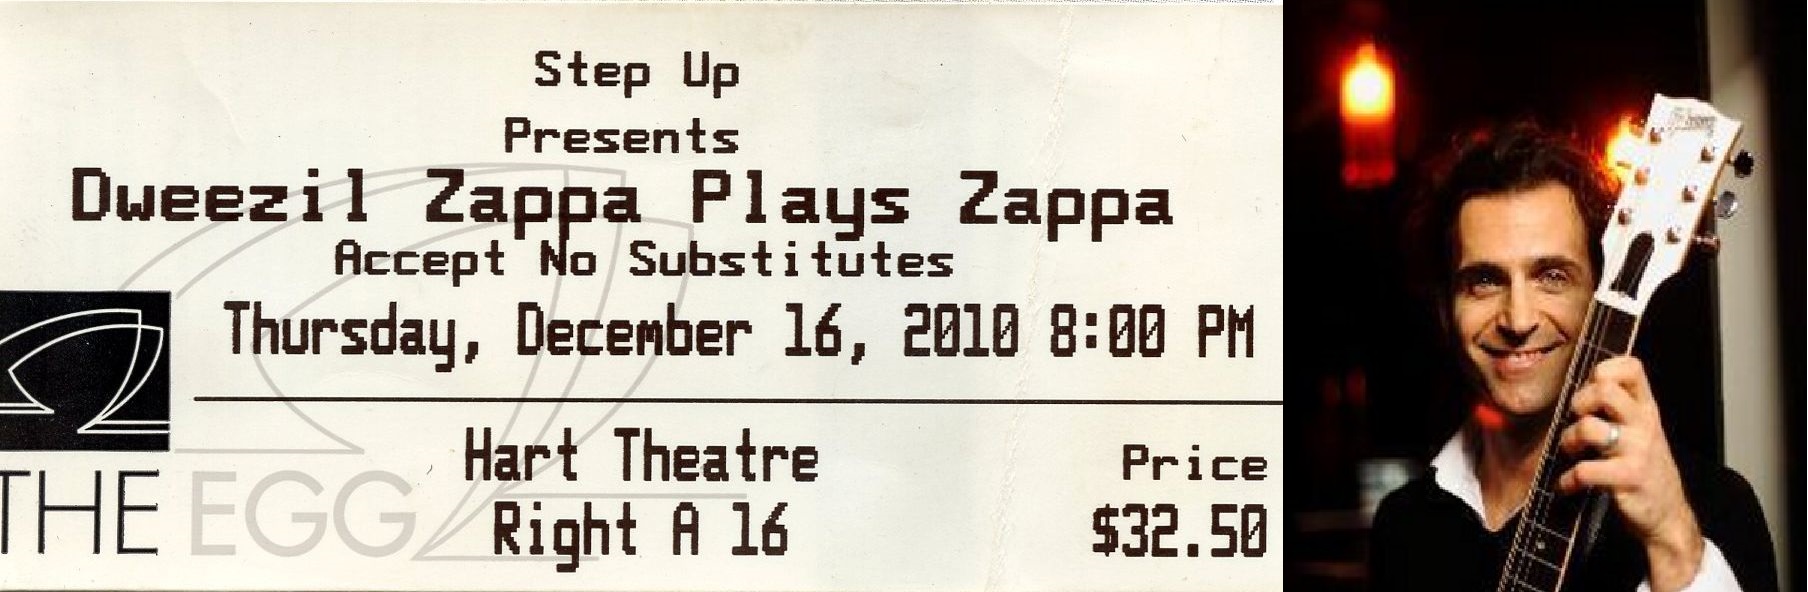 Step Up
Presents
Dweezil Zappa Plays Zappa
Accept No Substitutes
Thursday, December 16, 2010 8:00 PM
Hart Theatre
Price
Right A 16
$32.50
THE EGG